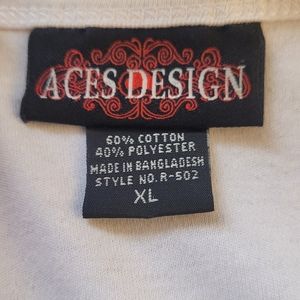 ACES DESIGN
60% COTTON
40% POLYESTER
MADE IN BANGLADESH
STYLE NO. R-502
XL